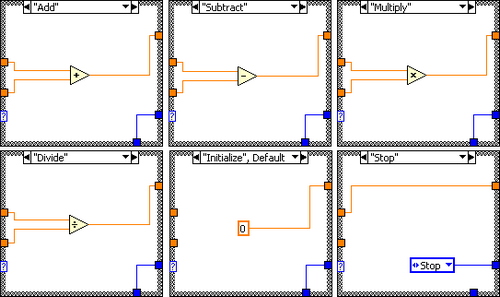 "Add"
"Subtract"
"Multiply"
+
−
×
?
?
?
"Divide"
"Initialize", Default
"Stop"
÷
0
?
?
?
Stop